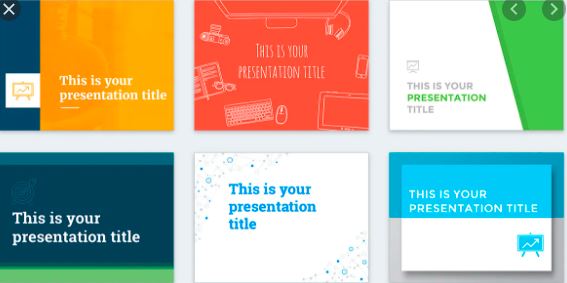 This is your
presentation title
THIS IS YOUR
PRESENTATION TITLE
THIS IS YOUR
PRESENTATION
TITLE
This is your
presentation title
This is your
presentation
title
THIS IS YOUR
PRESENTATION TITLE